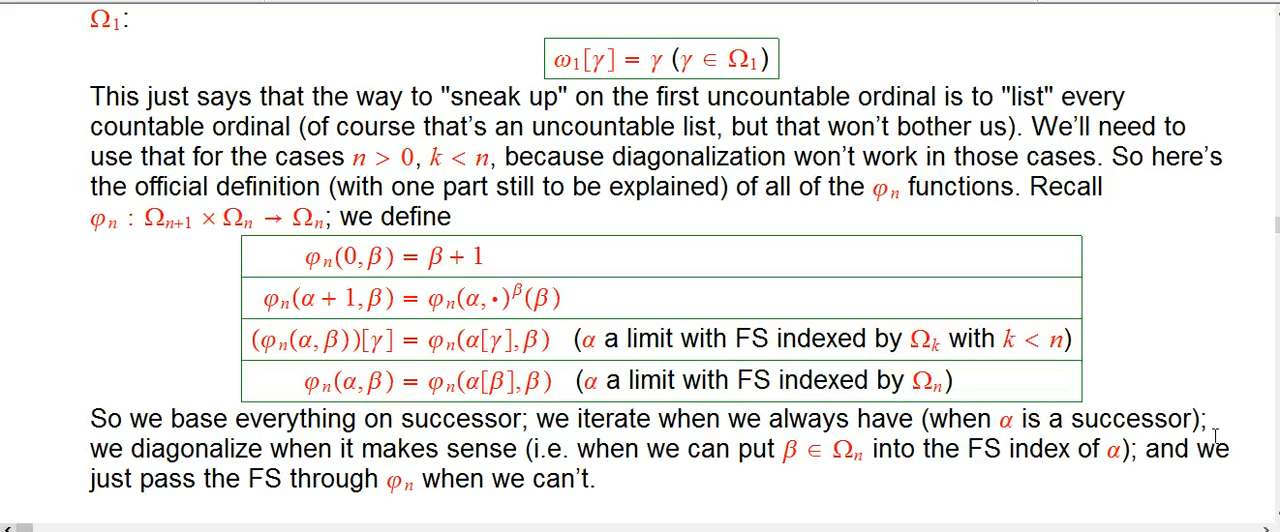 Ω₁:
ω₁[γ] = γ (γ ∈ Ω₁)
This just says that the way to "sneak up" on the first uncountable ordinal is to "list" every
countable ordinal (of course that's an uncountable list, but that won't bother us). We'll need to
use that for the cases n > 0, k < n, because diagonalization won't work in those cases. So here's
the official definition (with one part still to be explained) of all of the φₙ functions. Recall
φₙ : Ωₙ₊₁ × Ωₙ → Ωₙ; we define
φₙ(0, β) = β + 1
φₙ(α + 1, β) = φₙ(α, •)^β(β)
(φₙ(α, β))[γ] = φₙ(α[γ], β) (α a limit with FS indexed by Ωₖ with k < n)
φₙ(α, β) = φₙ(α[β], β) (α a limit with FS indexed by Ωₙ)
So we base everything on successor; we iterate when we always have (when α is a successor);
we diagonalize when it makes sense (i.e. when we can put β ∈ Ωₙ into the FS index of α); and we
just pass the FS through φₙ when we can't.